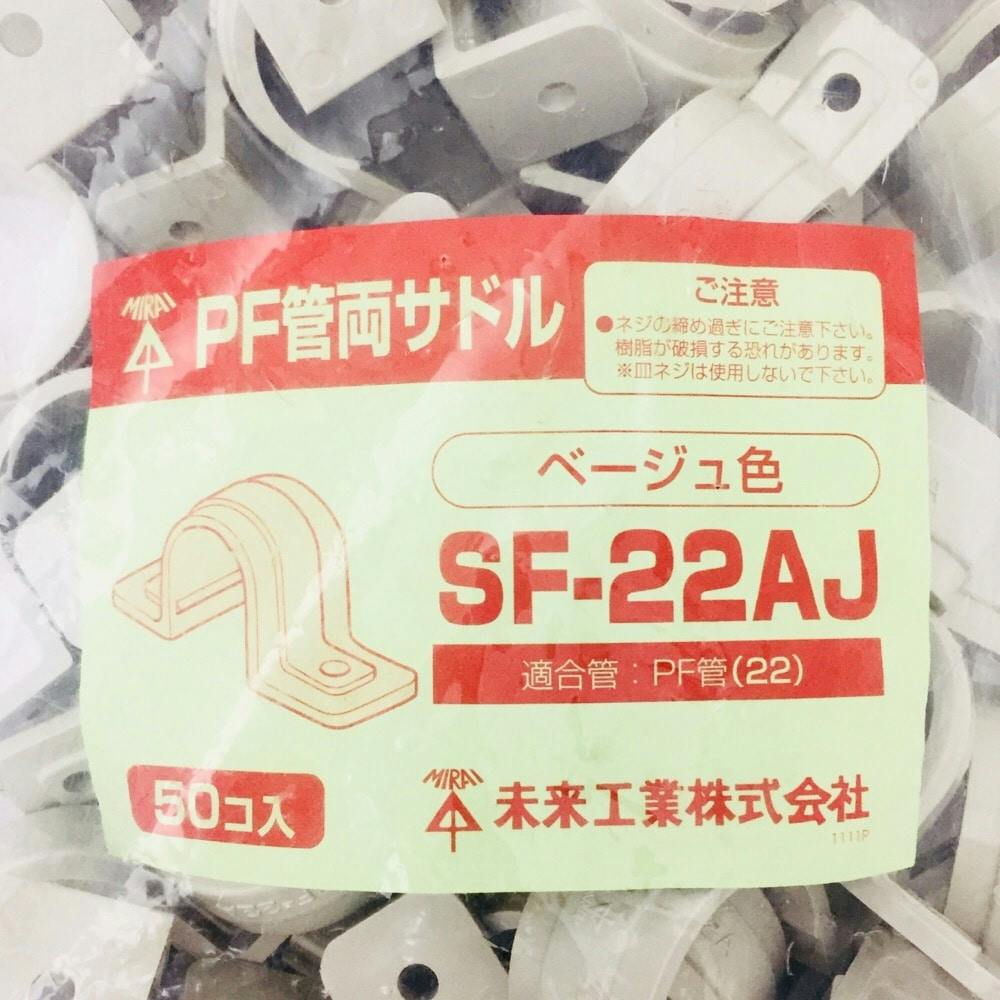 MIRAI
PF管両サドル
ご注意
●ネジの締め過ぎにご注意下さい。
樹脂が破損する恐れがあります。
※皿ネジは使用しないで下さい。
ベージュ色
SF-22AJ
適合管：PF管(22)
50コ入
MIRAI
未来工業株式会社
1111P